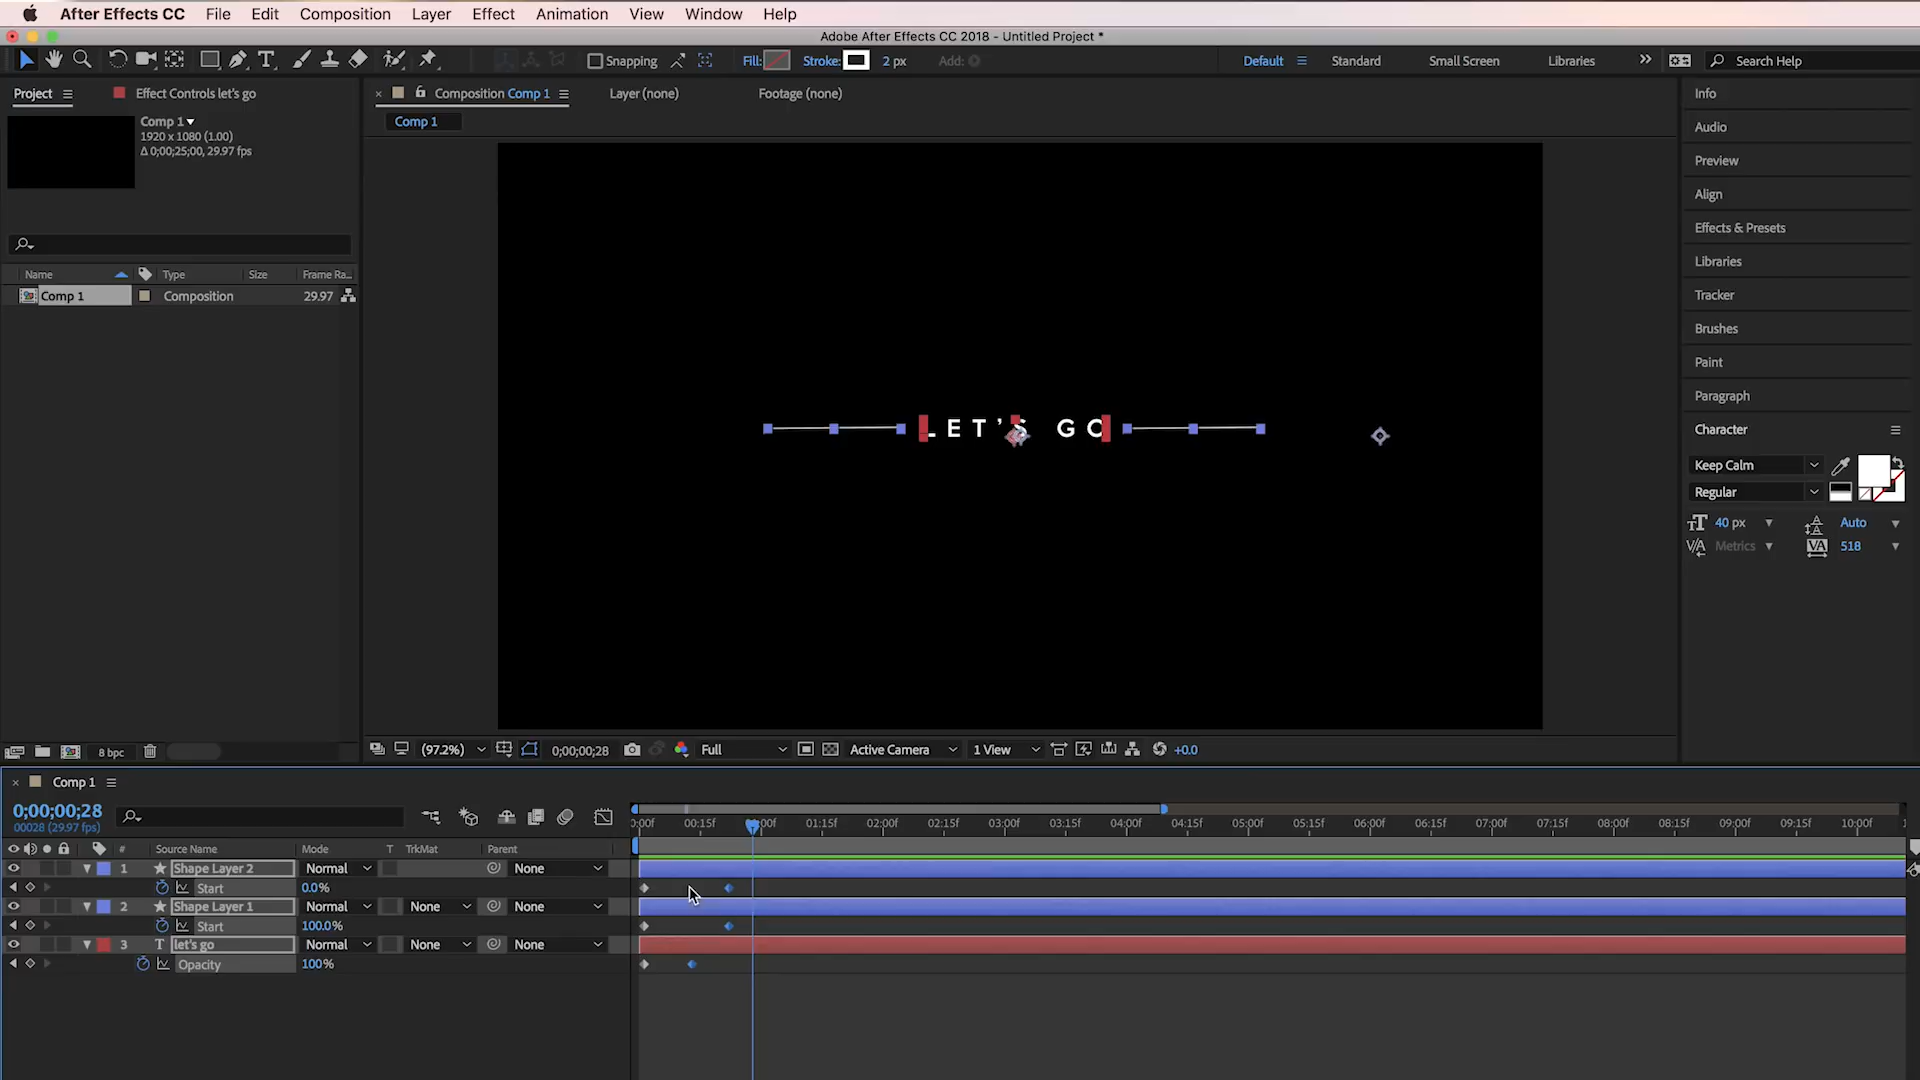 After Effects CC File Edit Composition Layer Effect Animation View Window Help
Adobe After Effects CC 2018 - Untitled Project *
Snapping Fill: Stroke: 2 px Add: Default Standard Small Screen Libraries Search Help
Project Effect Controls let's go Composition Comp 1 Layer (none) Footage (none)
Comp 1
1920 x 1080 (1.00)
Δ 0;00;25;00, 29.97 fps
Name Type Size Frame Ra...
Comp 1 Composition 29.97
8 bpc
Comp 1
LET'S GO
(97.2%) 0;00;00;28 Full Active Camera 1 View +0.0
Info
Audio
Preview
Align
Effects & Presets
Libraries
Tracker
Brushes
Paint
Paragraph
Character
Keep Calm
Regular
40 px Auto
Metrics 518
Comp 1
0;00;00;28
00028 (29.97 fps)
00:15f 01:15f 02:00f 02:15f 03:00f 03:15f 04:00f 04:15f 05:00f 05:15f 06:00f 06:15f 07:00f 07:15f 08:00f 08:15f 09:00f 09:15f 10:00f
# Source Name Mode T TrkMat Parent
1 Shape Layer 2 Normal None
Start 0.0%
2 Shape Layer 1 Normal None None
Start 100.0%
3 T let's go Normal None None
Opacity 100%